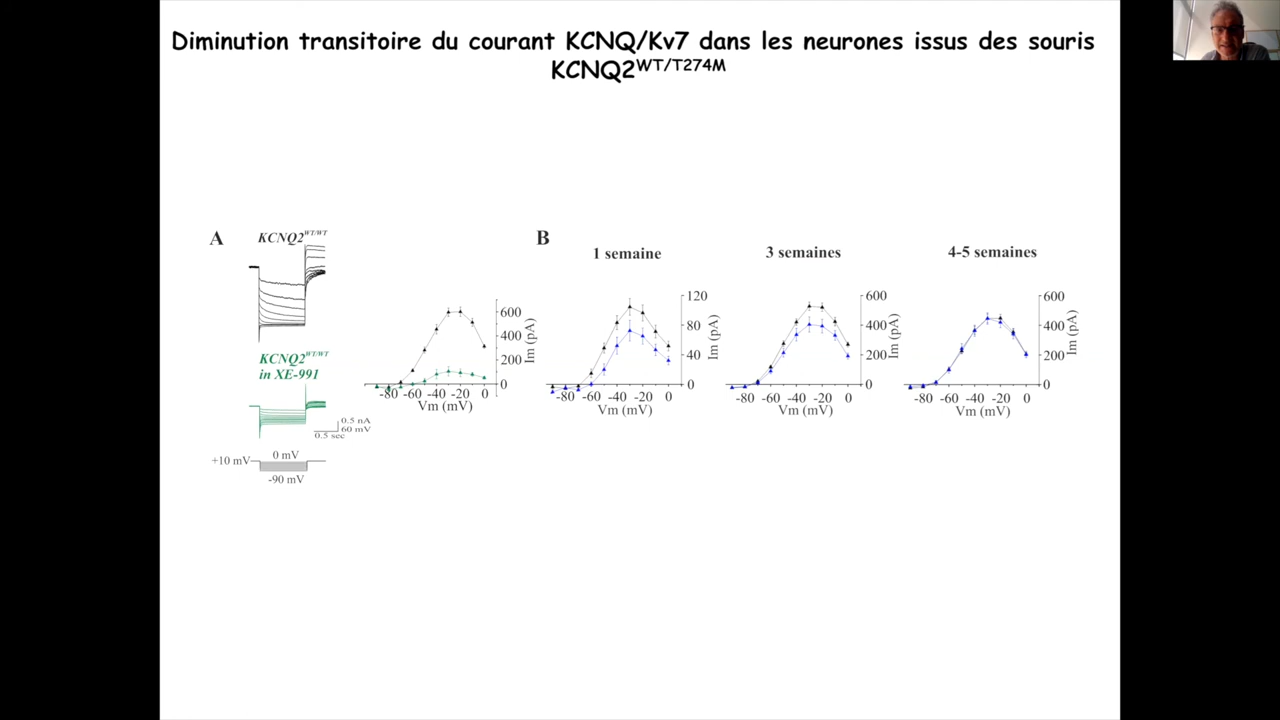 Diminution transitoire du courant KCNQ/Kv7 dans les neurones issus des souris
KCNQ2WT/T274M
A
KCNQ2WT/WT
KCNQ2WT/WT
in XE-991
0.5 nA
60 mV
0.5 sec
+10 mV
0 mV
-90 mV
600
400
200
0
Im (pA)
-80 -60 -40 -20 0
Vm (mV)
B
1 semaine
120
80
40
0
Im (pA)
-80 -60 -40 -20 0
Vm (mV)
3 semaines
600
400
200
0
Im (pA)
-80 -60 -40 -20 0
Vm (mV)
4-5 semaines
600
400
200
0
Im (pA)
-80 -60 -40 -20 0
Vm (mV)